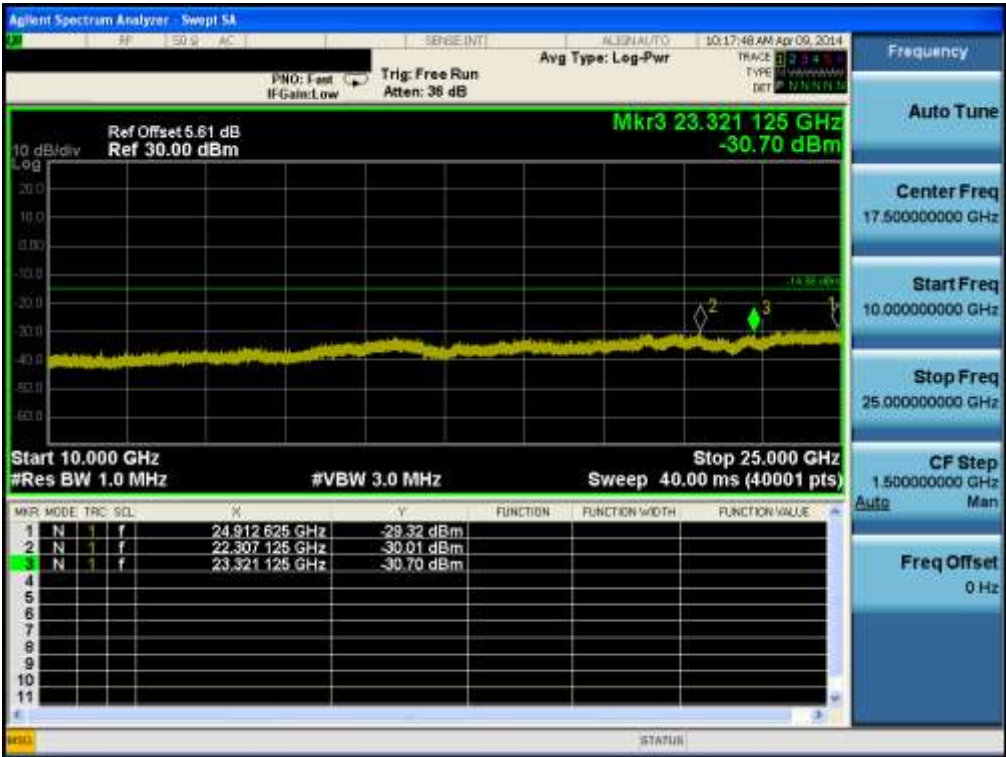 Agilent Spectrum Analyzer - Swept SA
RF 50 Ω AC SENSE:INT ALIGN AUTO 10:17:48 AM Apr 09, 2014
Frequency
Avg Type: Log-Pwr
TRACE 1 2 3 4 5 6
TYPE
DET P N N N N N
PNO: Fast Trig: Free Run
IFGain:Low Atten: 36 dB
Auto Tune
Mkr3 23.321 125 GHz
-30.70 dBm
Ref Offset 5.61 dB
10 dB/div Ref 30.00 dBm
Log
20.0
10.0
0.00
-10.0
-20.0
-30.0
-40.0
-50.0
-60.0
2 3 1
Center Freq
17.500000000 GHz
Start Freq
10.000000000 GHz
Stop Freq
25.000000000 GHz
Start 10.000 GHz Stop 25.000 GHz
#Res BW 1.0 MHz #VBW 3.0 MHz Sweep 40.00 ms (40001 pts)
CF Step
1.500000000 GHz
Auto Man
MKR MODE TRC SCL X Y FUNCTION FUNCTION WIDTH FUNCTION VALUE
1 N 1 f 24.912 625 GHz -29.32 dBm
2 N 1 f 22.307 125 GHz -30.01 dBm
3 N 1 f 23.321 125 GHz -30.70 dBm
4
5
6
7
8
9
10
11
Freq Offset
0 Hz
MSG STATUS